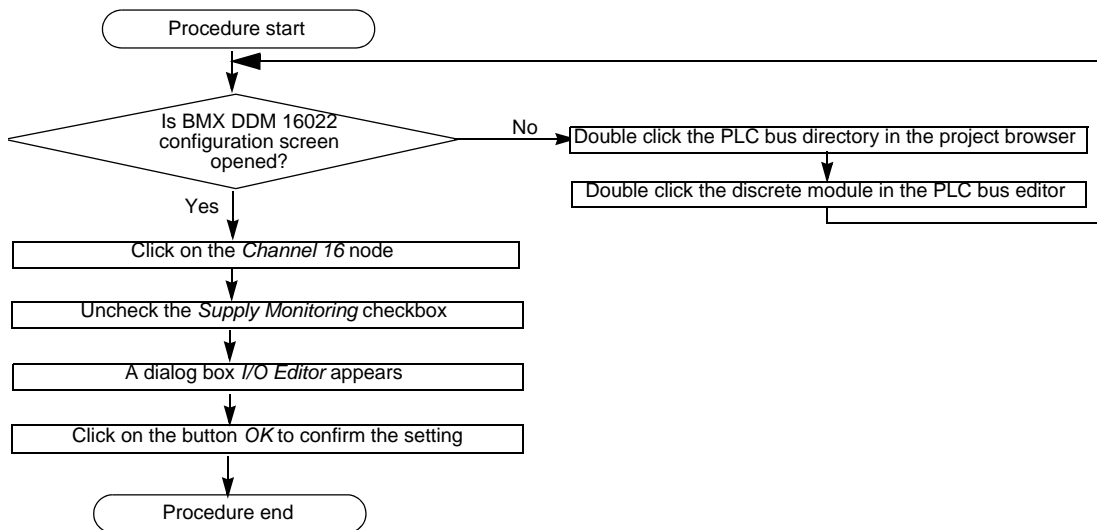 Procedure start
Is BMX DDM 16022
configuration screen
opened?
No
Double click the PLC bus directory in the project browser
Double click the discrete module in the PLC bus editor
Yes
Click on the Channel 16 node
Uncheck the Supply Monitoring checkbox
A dialog box I/O Editor appears
Click on the button OK to confirm the setting
Procedure end